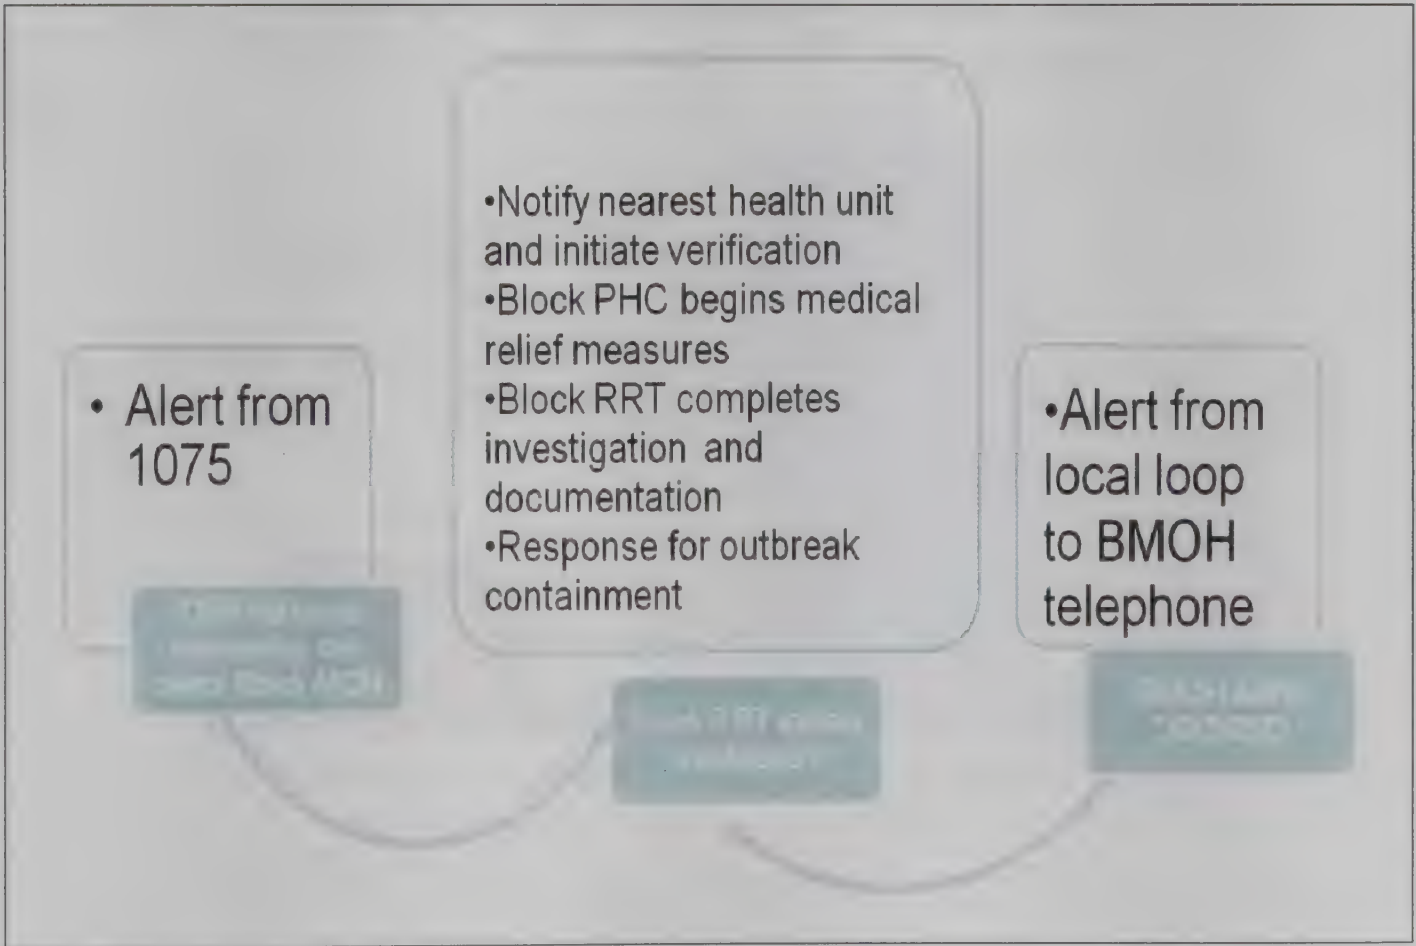 • Alert from
1075
•Notify nearest health unit
and initiate verification
•Block PHC begins medical
relief measures
•Block RRT completes
investigation and
documentation
•Response for outbreak
containment
•Alert from
local loop
to BMOH
telephone